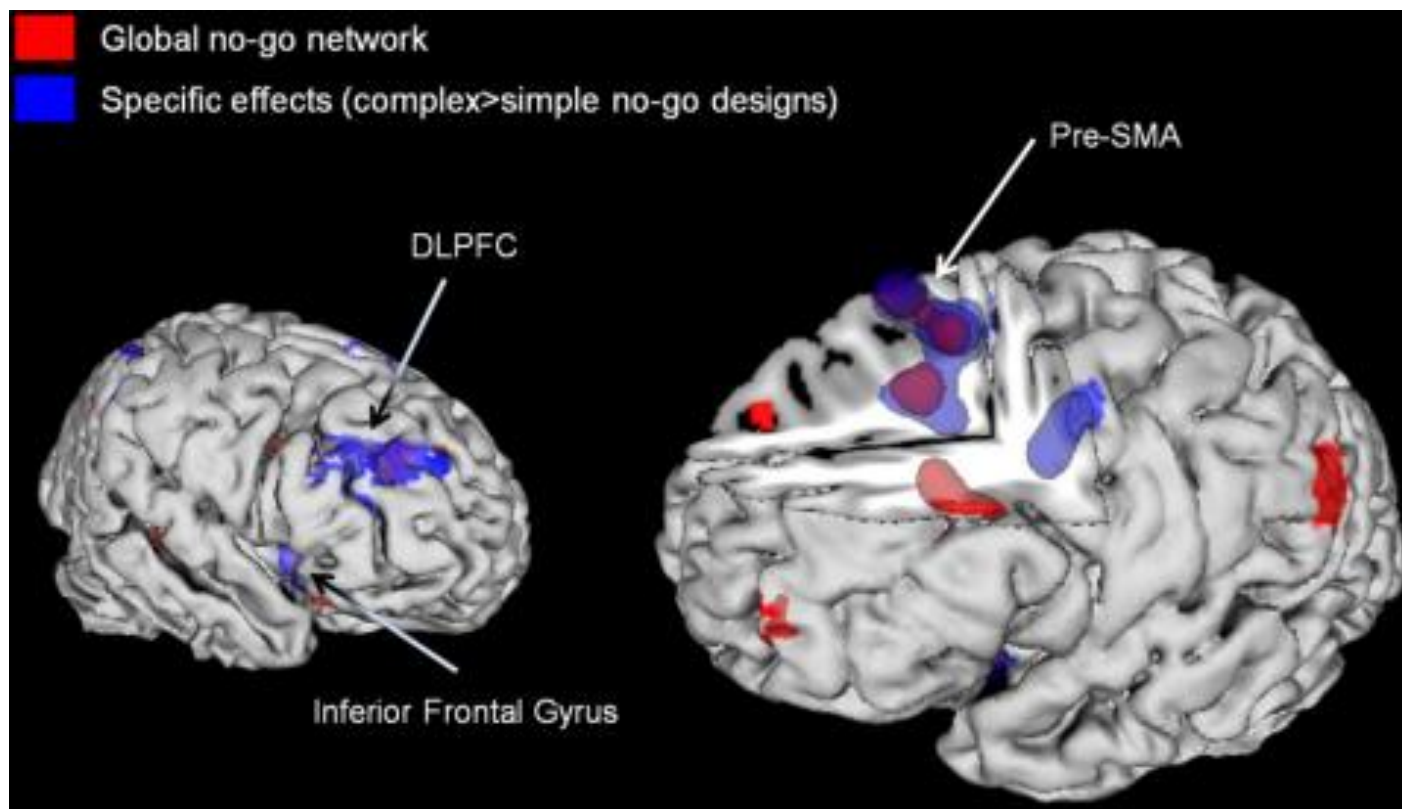 Global no-go network
Specific effects (complex>simple no-go designs)
Pre-SMA
DLPFC
Inferior Frontal Gyrus